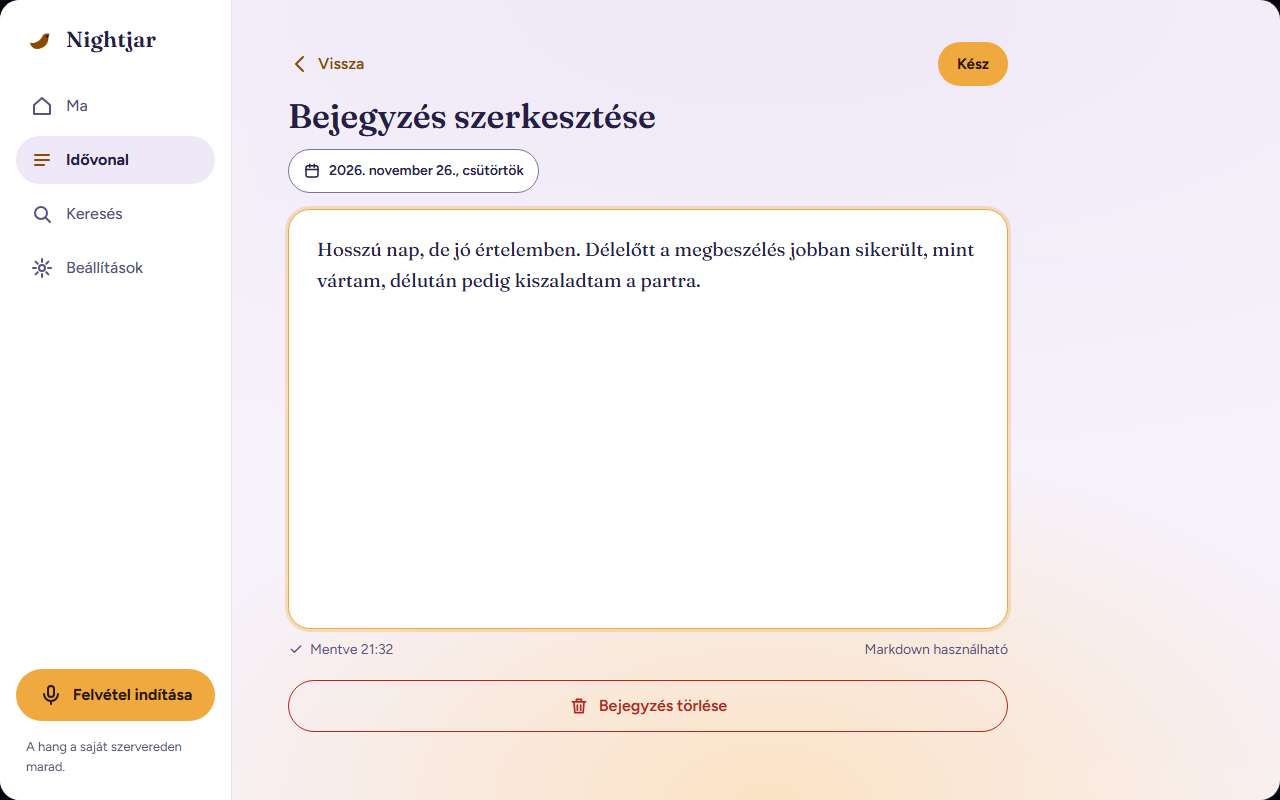 Nightjar
Ma
Idővonal
Keresés
Beállítások
Felvétel indítása
A hang a saját szervereden
marad.
Vissza
Kész
Bejegyzés szerkesztése
2026. november 26., csütörtök
Hosszú nap, de jó értelemben. Délelőtt a megbeszélés jobban sikerült, mint
vártam, délután pedig kiszaladtam a partra.
Mentve 21:32
Markdown használható
Bejegyzés törlése